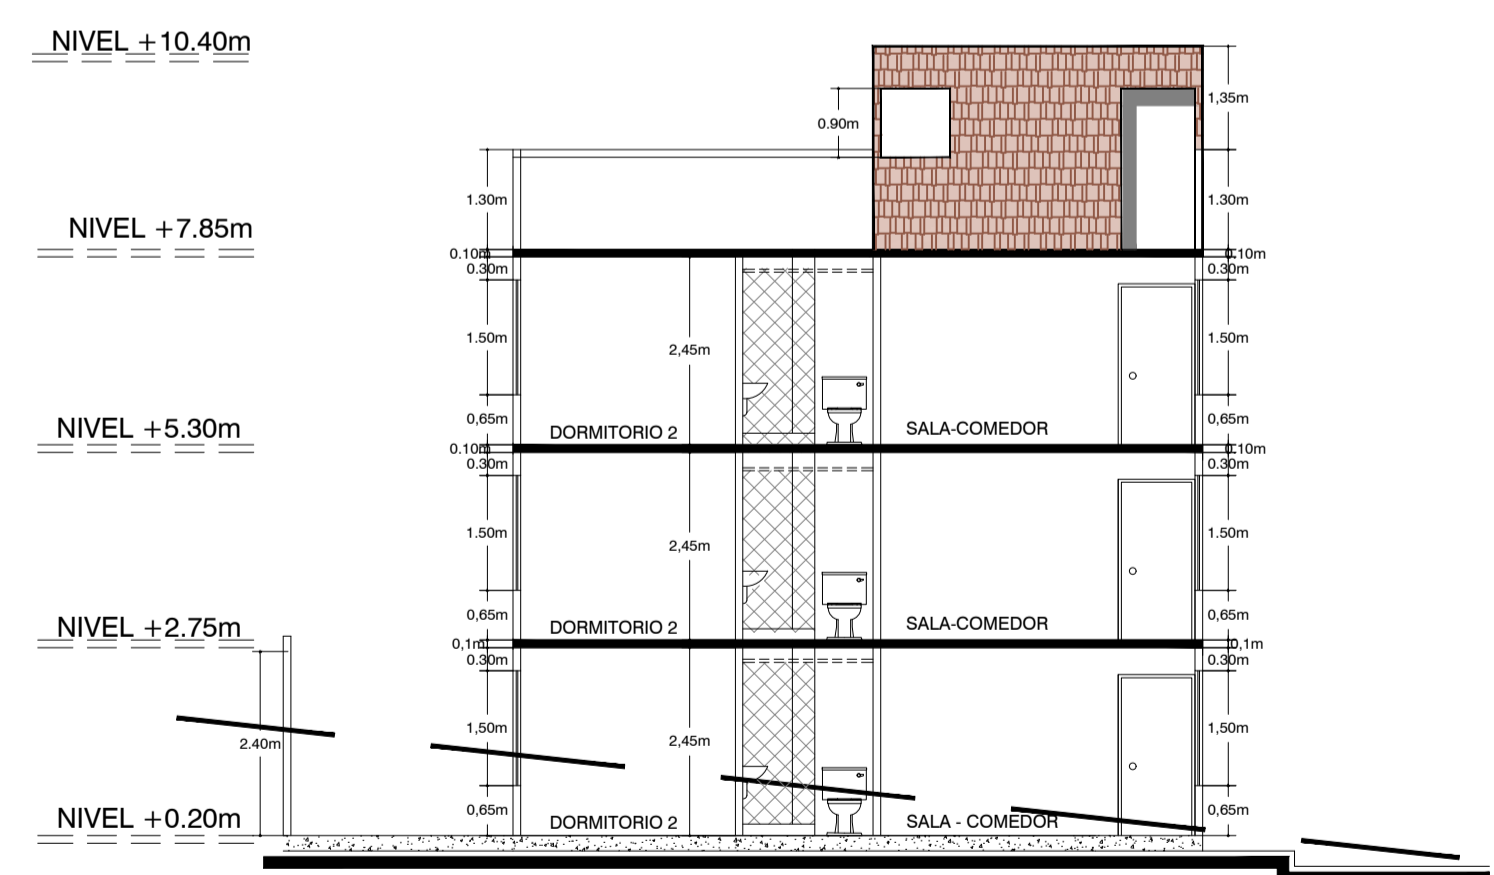 NIVEL +10.40m
1,35m
0.90m
1.30m
1.30m
NIVEL +7.85m
0.10m
0.10m
0.30m
0.30m
1.50m
2,45m
1.50m
0,65m
0,65m
NIVEL +5.30m
DORMITORIO 2
SALA-COMEDOR
0.10m
0.10m
0.30m
0.30m
1.50m
2,45m
1.50m
0,65m
0,65m
NIVEL +2.75m
DORMITORIO 2
SALA-COMEDOR
0,1m
0,1m
0.30m
0.30m
1,50m
2,45m
1,50m
2.40m
0,65m
0,65m
NIVEL +0.20m
DORMITORIO 2
SALA - COMEDOR